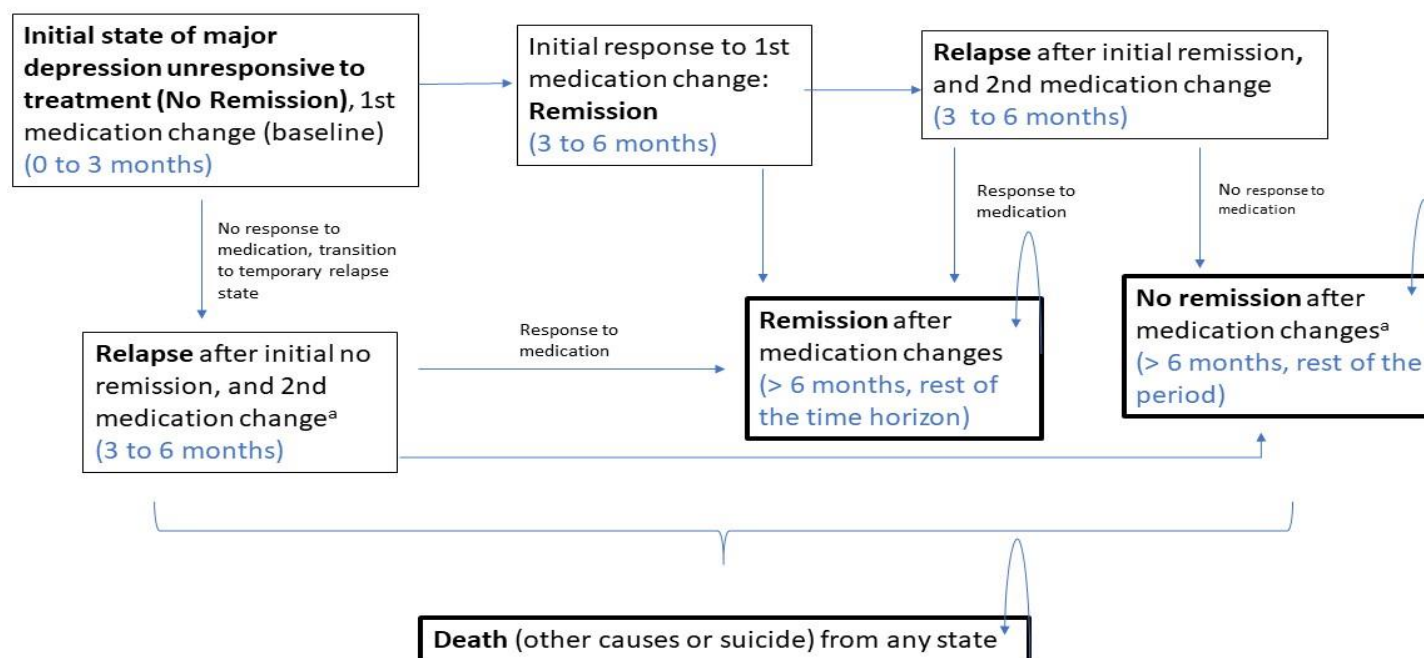 Initial state of major
depression unresponsive to
treatment (No Remission), 1st
medication change (baseline)
(0 to 3 months)
Initial response to 1st
medication change:
Remission
(3 to 6 months)
Relapse after initial remission,
and 2nd medication change
(3  to 6 months)
No response to
medication, transition
to temporary relapse
state
Response to
medication
No response to
medication
Relapse after initial no
remission, and 2nd
medication changeᵃ
(3 to 6 months)
Response to
medication
Remission after
medication changes
(> 6 months, rest of
the time horizon)
No remission after
medication changesᵃ
(> 6 months, rest of the
period)
Death (other causes or suicide) from any state